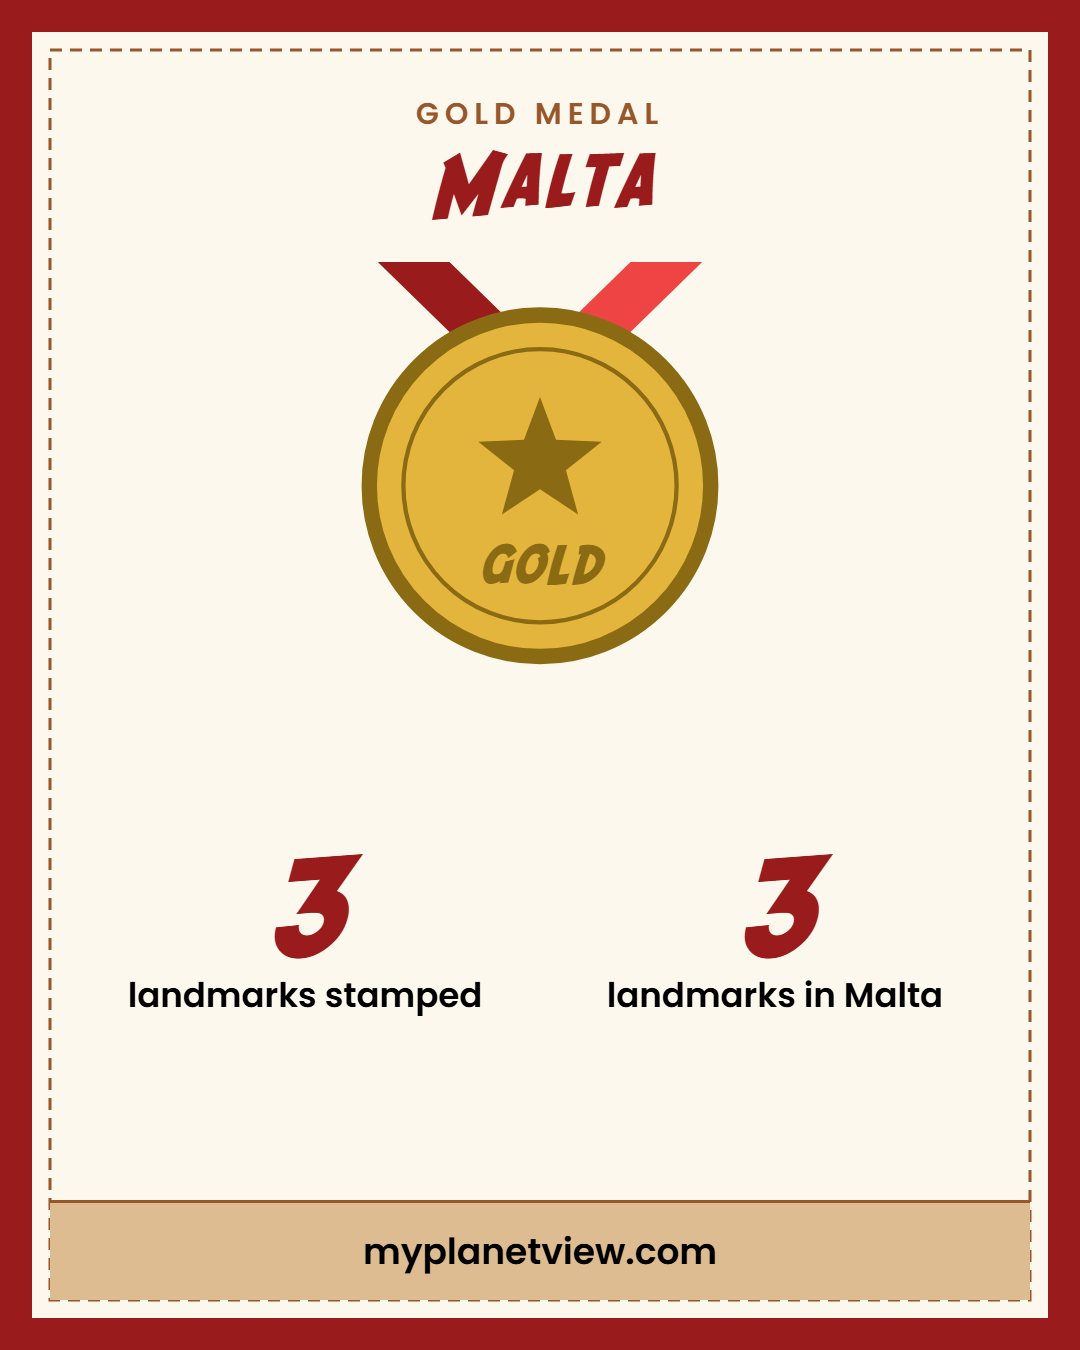 GOLD MEDAL
MALTA
GOLD
3
landmarks stamped
3
landmarks in Malta
myplanetview.com